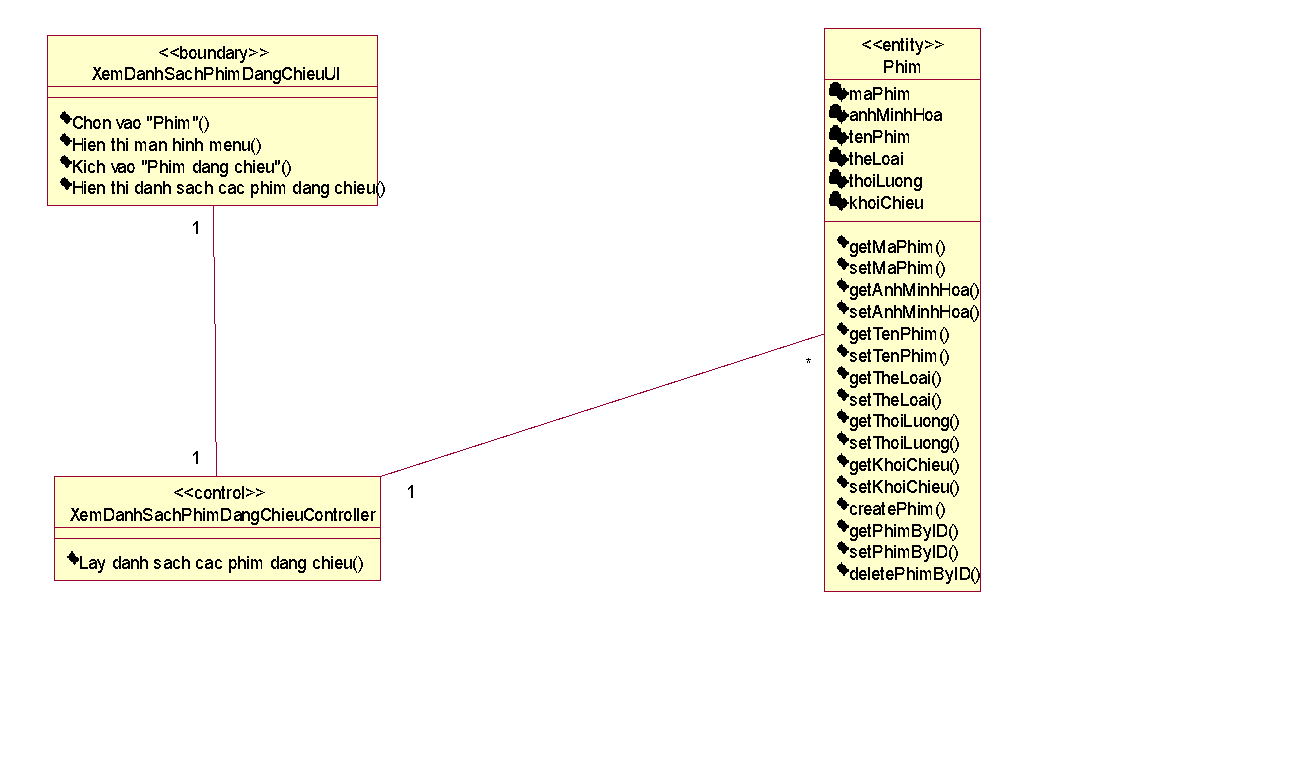 <<boundary>>
XemDanhSachPhimDangChieuUI
Chon vao "Phim"()
Hien thi man hinh menu()
Kich vao "Phim dang chieu"()
Hien thi danh sach cac phim dang chieu()
1
1
<<control>>
XemDanhSachPhimDangChieuController
Lay danh sach cac phim dang chieu()
1
*
<<entity>>
Phim
maPhim
anhMinhHoa
tenPhim
theLoai
thoiLuong
khoiChieu
getMaPhim()
setMaPhim()
getAnhMinhHoa()
setAnhMinhHoa()
getTenPhim()
setTenPhim()
getTheLoai()
setTheLoai()
getThoiLuong()
setThoiLuong()
getKhoiChieu()
setKhoiChieu()
createPhim()
getPhimByID()
setPhimByID()
deletePhimByID()